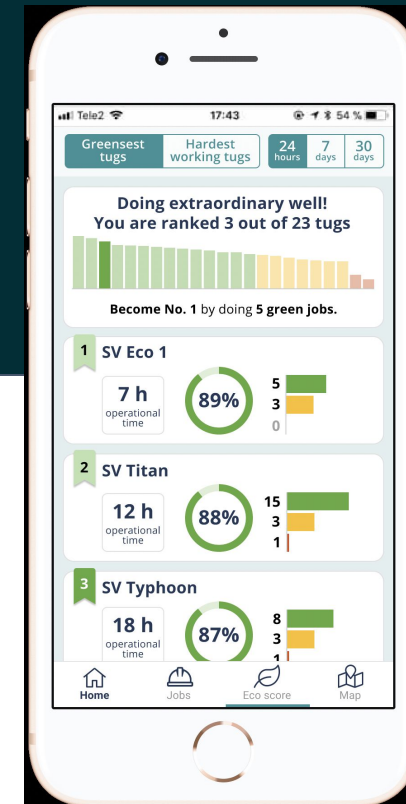 Tele2 17:43 54 %
Greensest tugs
Hardest working tugs
24 hours
7 days
30 days
Doing extraordinary well!
You are ranked 3 out of 23 tugs
Become No. 1 by doing 5 green jobs.
1 SV Eco 1
7 h
operational
time
89%
5
3
0
2 SV Titan
12 h
operational
time
88%
15
3
1
3 SV Typhoon
18 h
operational
time
87%
8
3
1
Home Jobs Eco score Map